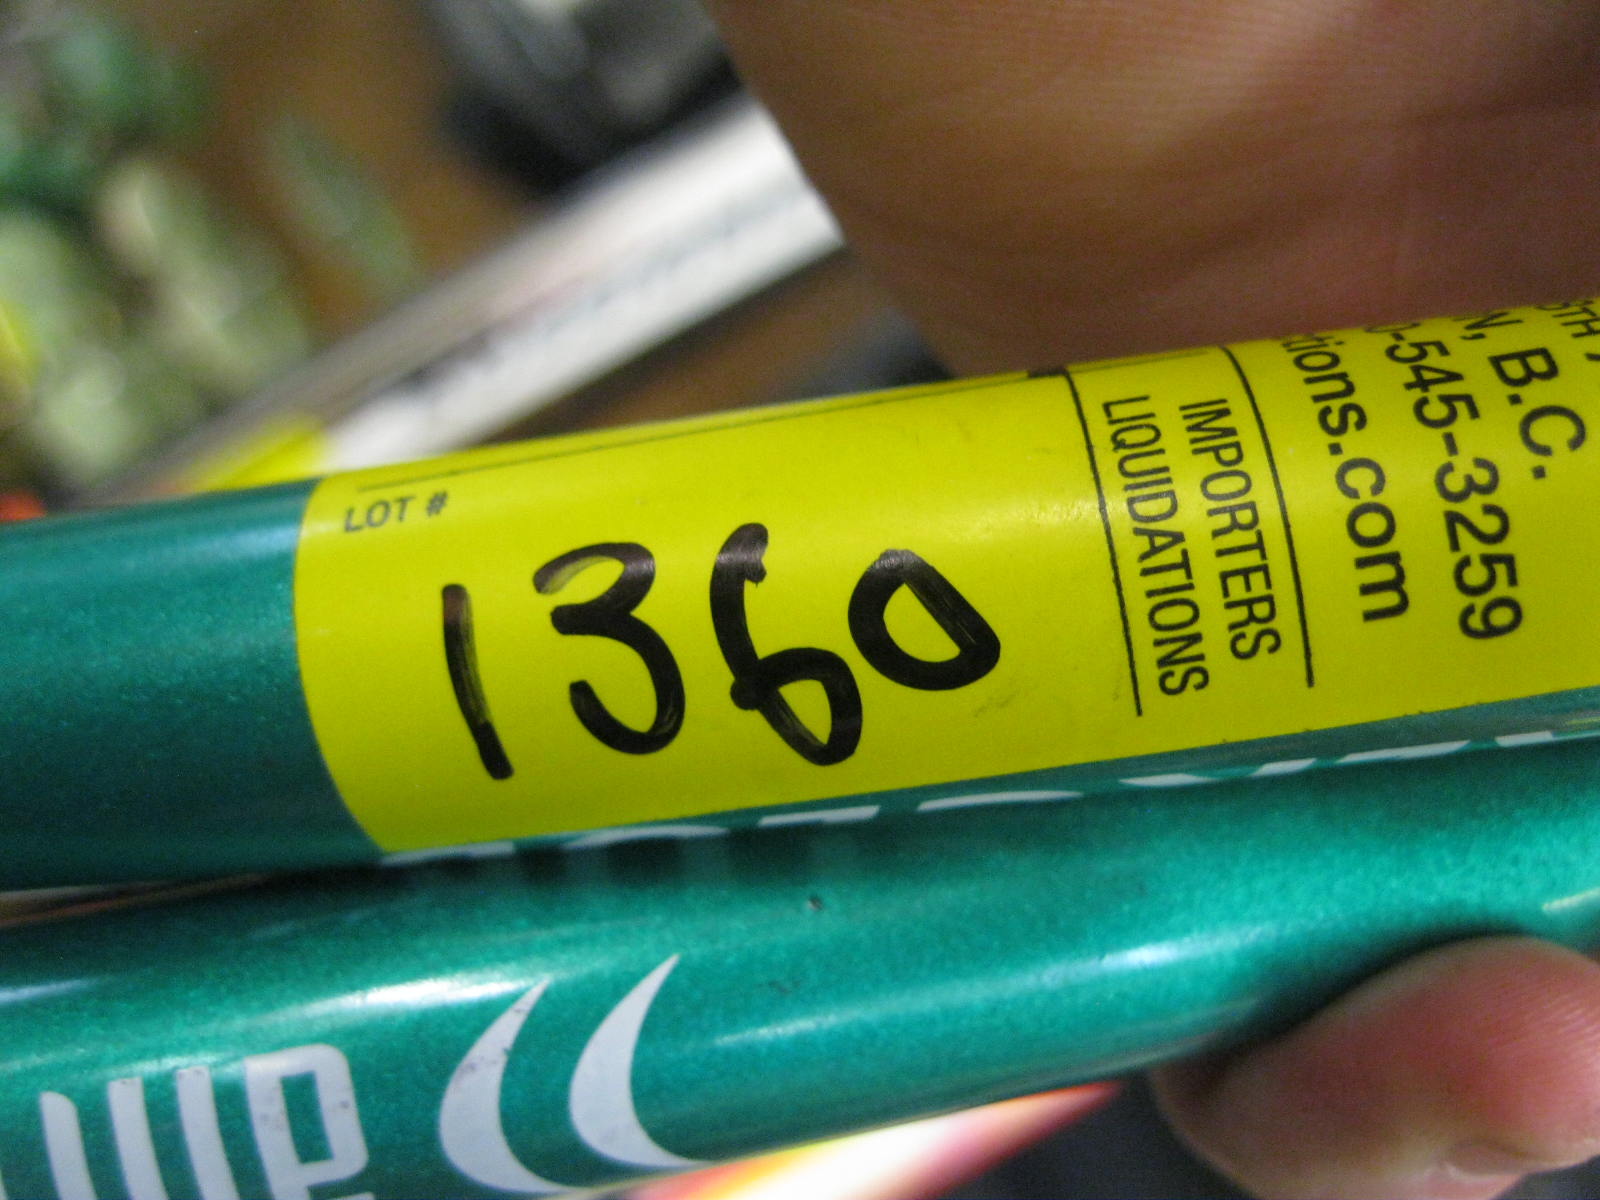 LOT #
1360
IMPORTERS
LIQUIDATIONS
B.C.
-545-3259
tions.com